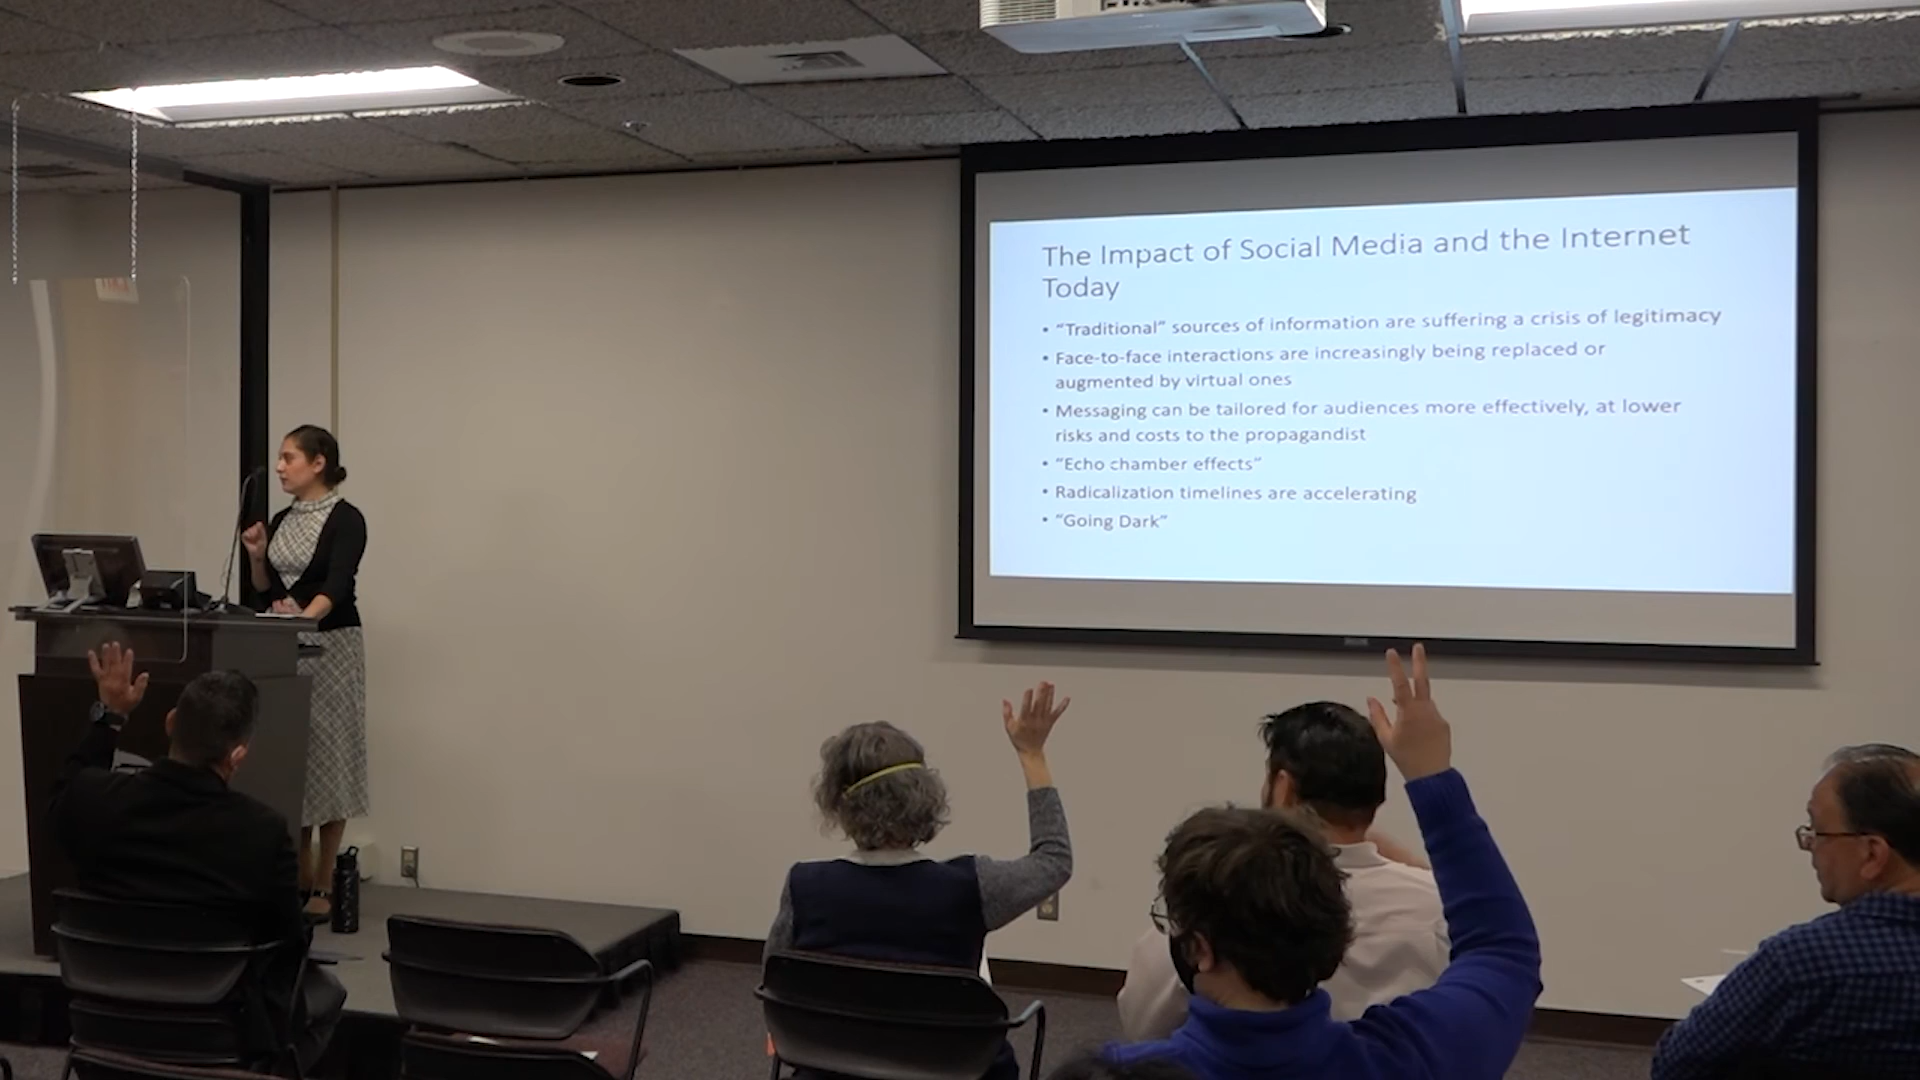 The Impact of Social Media and the Internet
Today
• “Traditional” sources of information are suffering a crisis of legitimacy
• Face-to-face interactions are increasingly being replaced or
augmented by virtual ones
• Messaging can be tailored for audiences more effectively, at lower
risks and costs to the propagandist
• “Echo chamber effects”
• Radicalization timelines are accelerating
• “Going Dark”